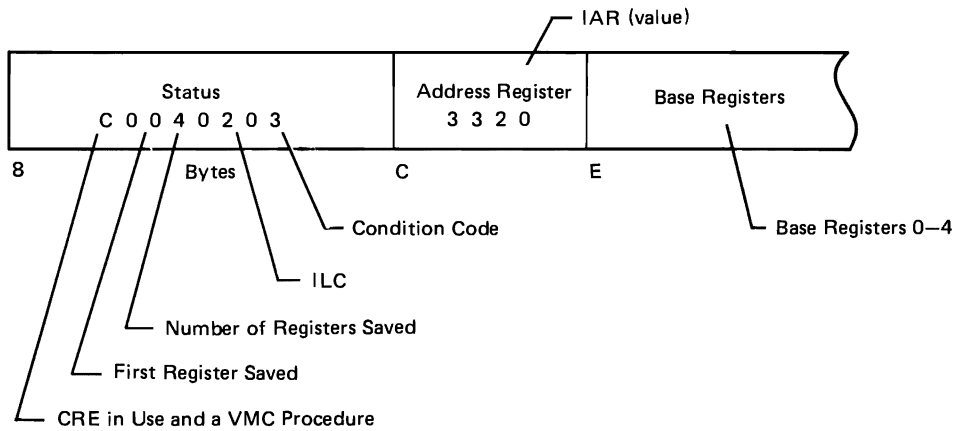 IAR (value)
Status
Address Register
Base Registers
C 0 0 4 0 2 0 3
3 3 2 0
8
Bytes
C
E
Condition Code
Base Registers 0–4
ILC
Number of Registers Saved
First Register Saved
CRE in Use and a VMC Procedure